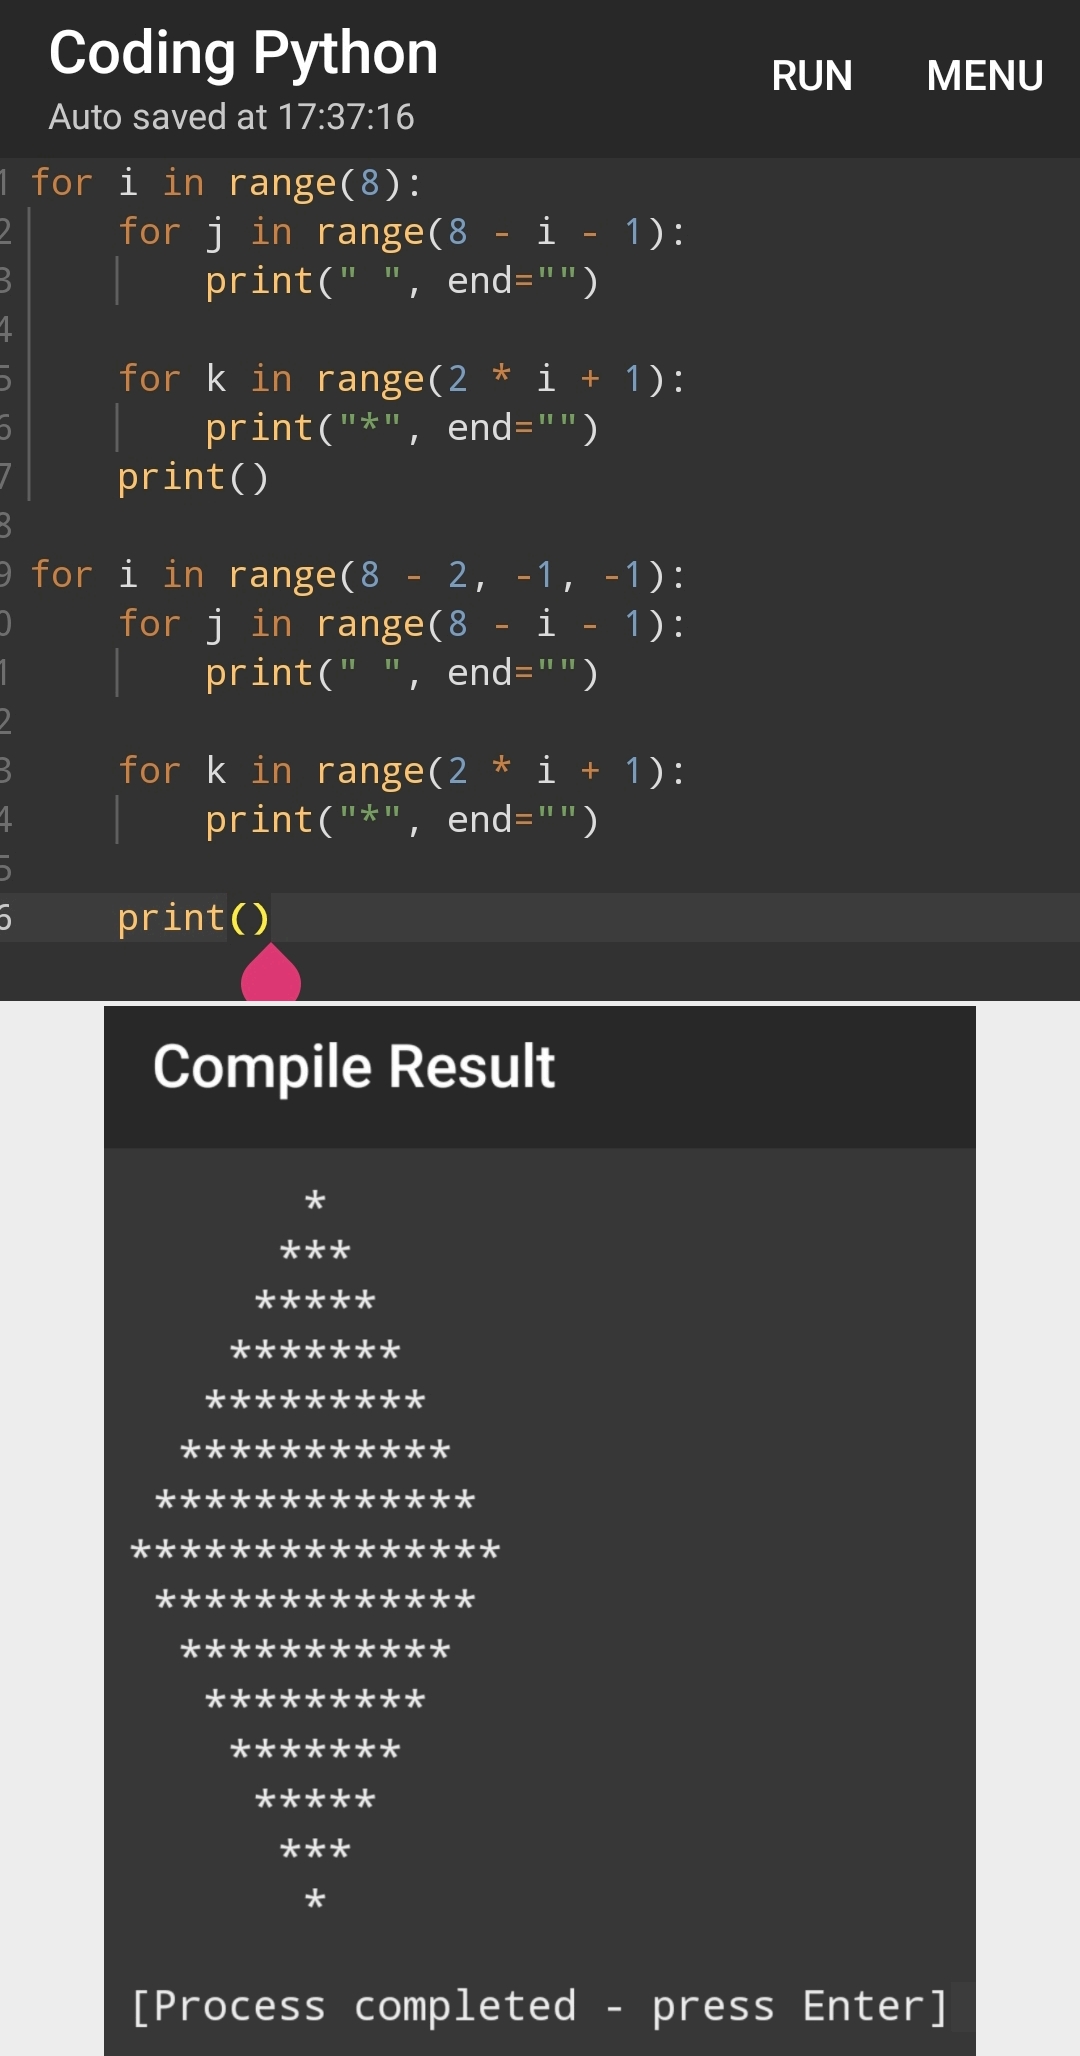 Coding Python
RUN MENU
Auto saved at 17:37:16
1 for i in range(8):
2     for j in range(8 - i - 1):
3         print(" ", end="")
4
5     for k in range(2 * i + 1):
6         print("*", end="")
7     print()
8
9 for i in range(8 - 2, -1, -1):
0     for j in range(8 - i - 1):
1         print(" ", end="")
2
3     for k in range(2 * i + 1):
4         print("*", end="")
5
6     print()
Compile Result
       *
      ***
     *****
    *******
   *********
  ***********
 *************
***************
 *************
  ***********
   *********
    *******
     *****
      ***
       *
[Process completed - press Enter]